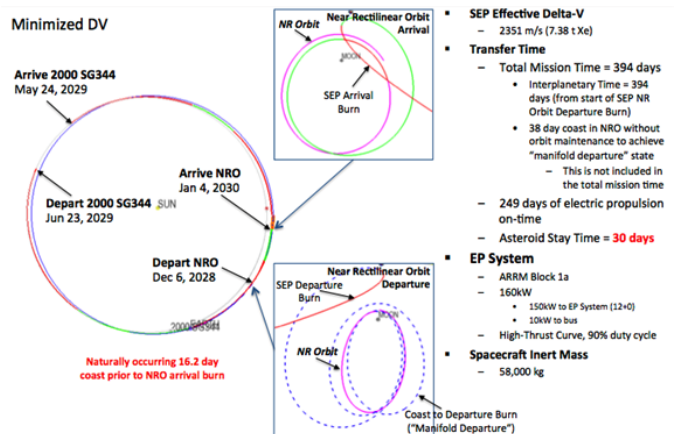 Minimized DV
Arrive 2000 SG344
May 24, 2029
Depart 2000 SG344
Jun 23, 2029
SUN
Arrive NRO
Jan 4, 2030
Depart NRO
Dec 6, 2028
2000 SG344
Naturally occurring 16.2 day
coast prior to NRO arrival burn
NR Orbit
Near Rectilinear Orbit
Arrival
MOON
SEP Arrival
Burn
Near Rectilinear Orbit
Departure
SEP Departure
Burn
MOON
NR Orbit
Coast to Departure Burn
("Manifold Departure")
▪ SEP Effective Delta-V
– 2351 m/s (7.38 t Xe)
▪ Transfer Time
– Total Mission Time = 394 days
• Interplanetary Time = 394
days (from start of SEP NR
Orbit Departure Burn)
• 38 day coast in NRO without
orbit maintenance to achieve
"manifold departure" state
– This is not included in
the total mission time
– 249 days of electric propulsion
on-time
– Asteroid Stay Time = 30 days
▪ EP System
– ARRM Block 1a
– 160kW
• 150kW to EP System (12+0)
• 10kW to bus
– High-Thrust Curve, 90% duty cycle
▪ Spacecraft Inert Mass
– 58,000 kg